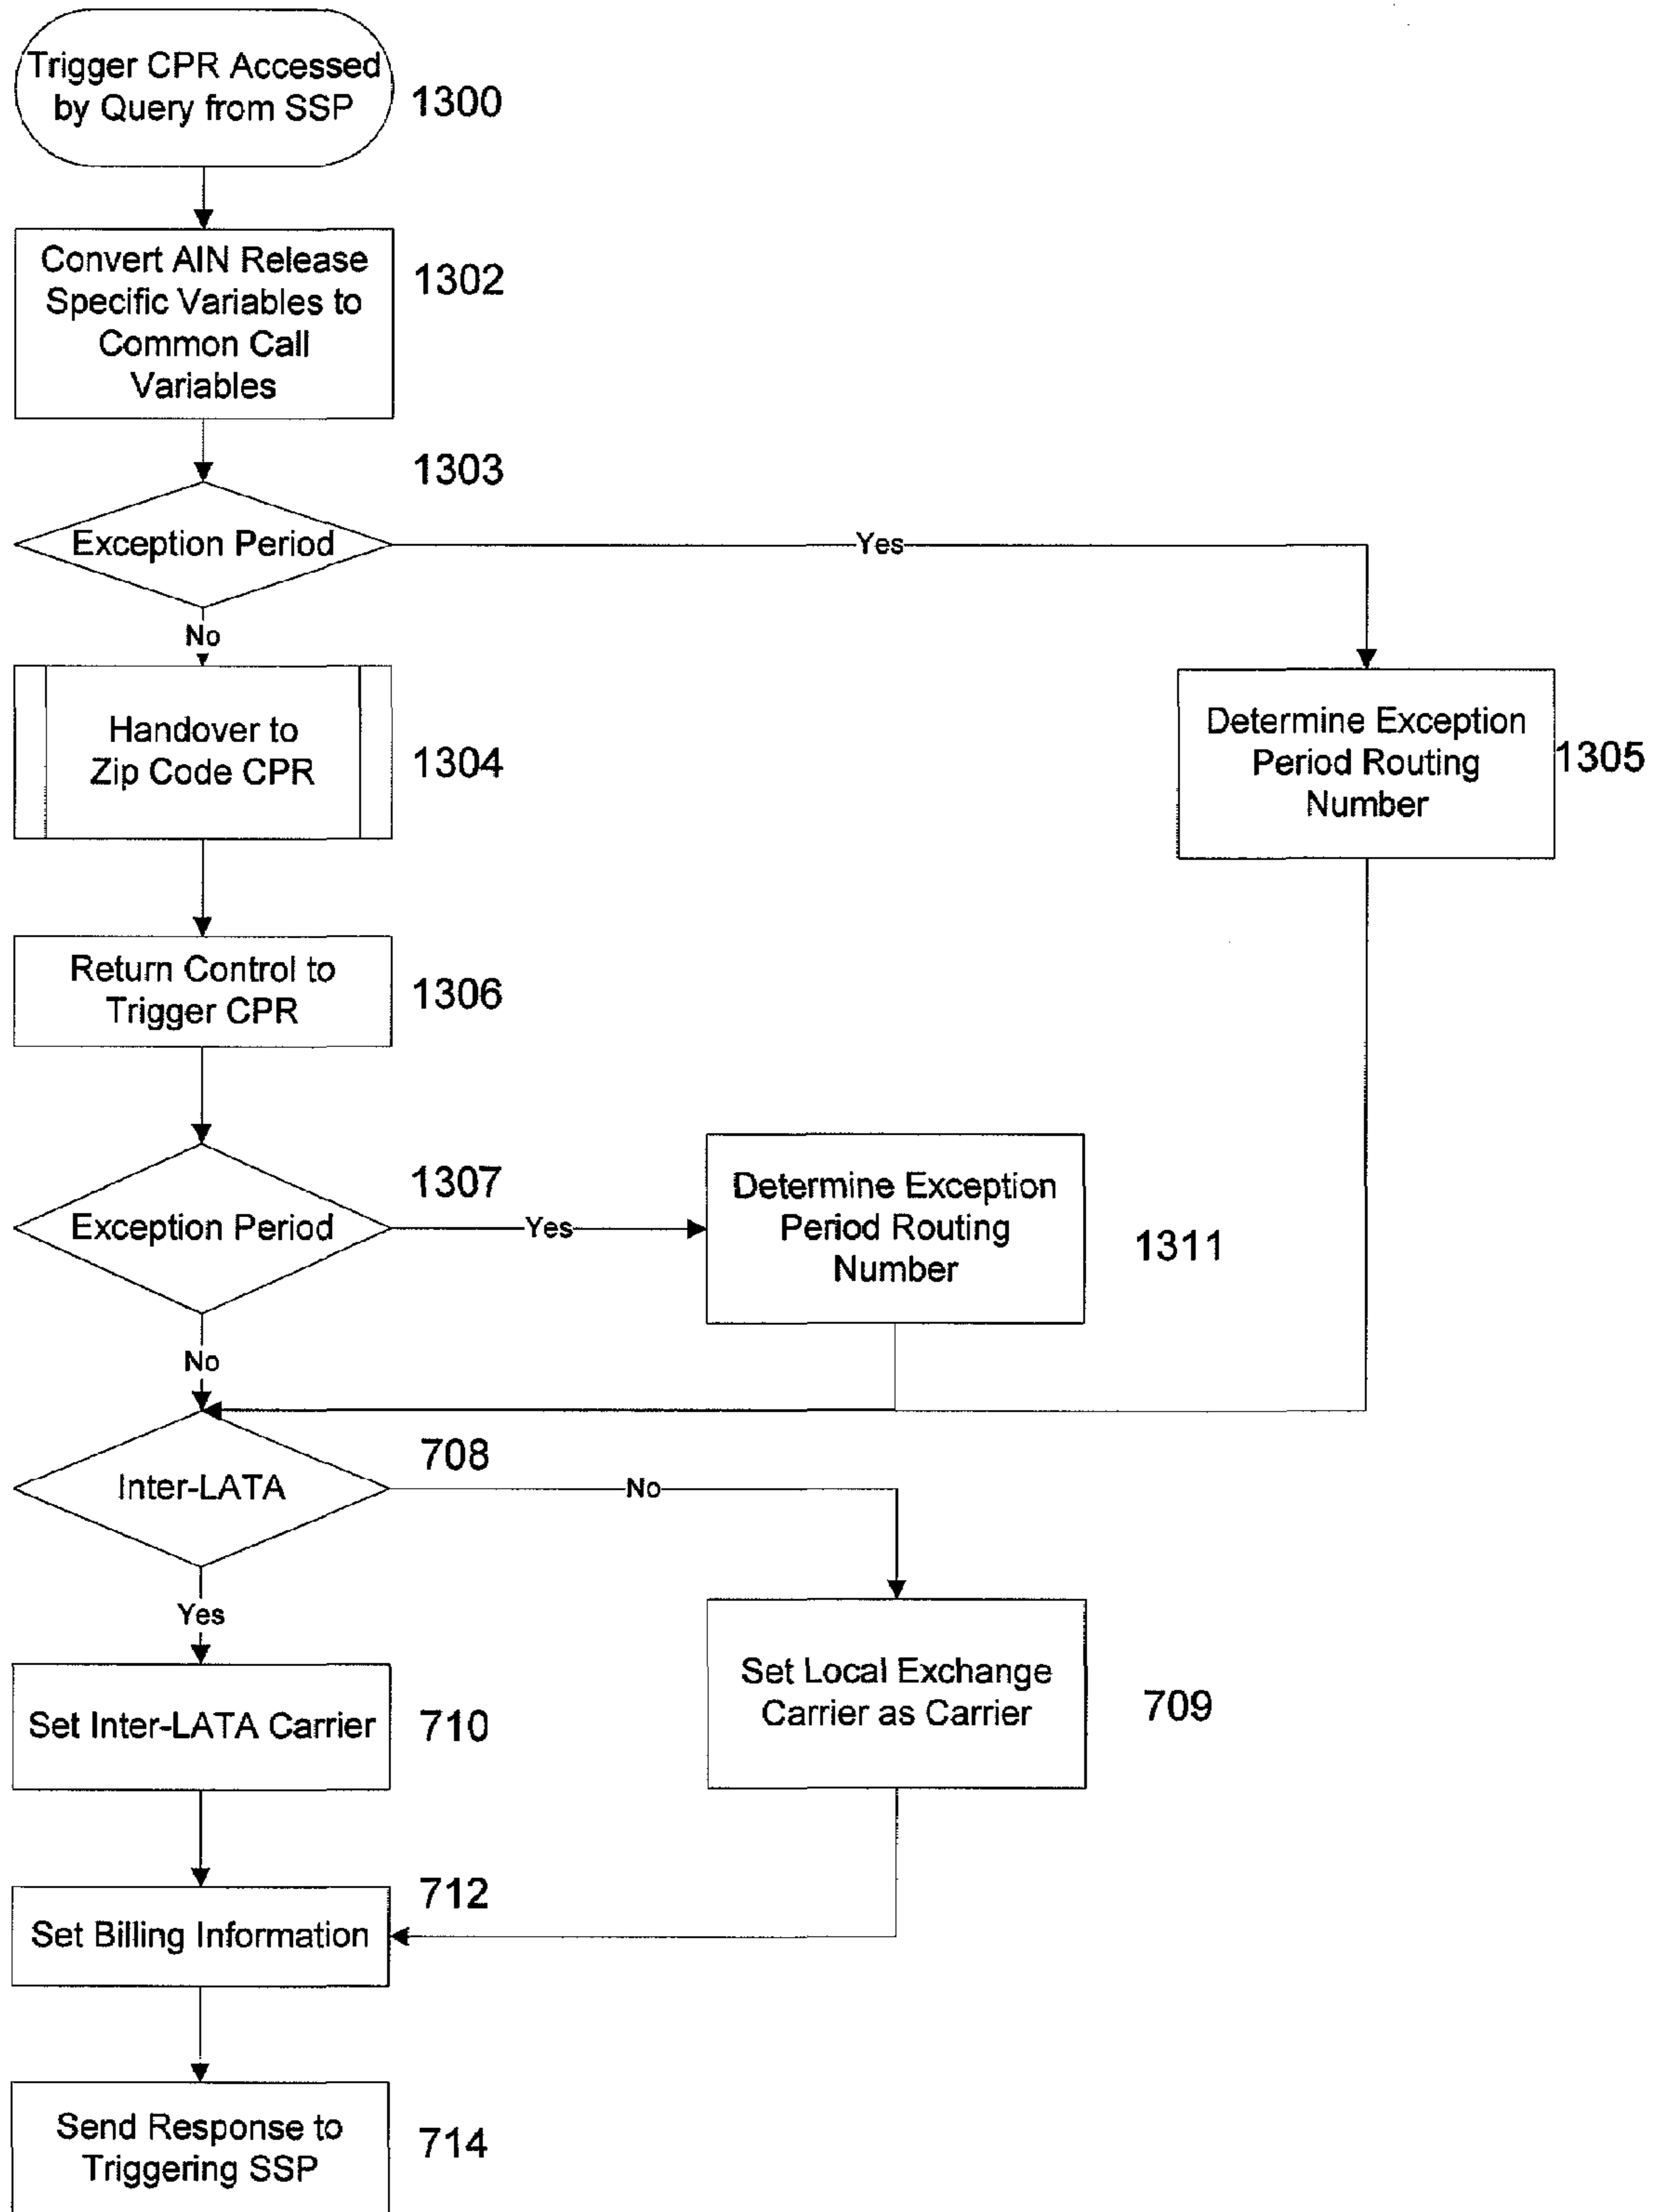 Trigger CPR Accessed
by Query from SSP
1300
Convert AIN Release
Specific Variables to
Common Call
Variables
1302
1303
Exception Period
Yes
No
Handover to
Zip Code CPR
1304
Determine Exception
Period Routing
Number
1305
Return Control to
Trigger CPR
1306
1307
Exception Period
Yes
Determine Exception
Period Routing
Number
1311
No
708
Inter-LATA
No
Yes
Set Inter-LATA Carrier
710
Set Local Exchange
Carrier as Carrier
709
712
Set Billing Information
Send Response to
Triggering SSP
714